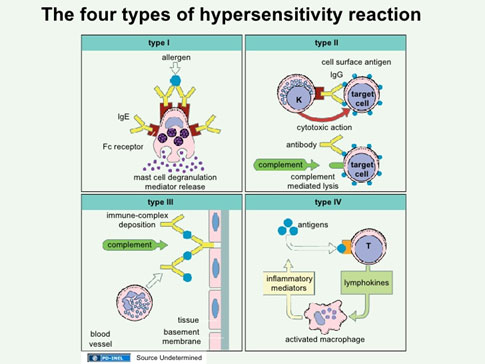 The four types of hypersensitivity reaction
type I
allergen
IgE
Fc receptor
mast cell degranulation
mediator release
type II
cell surface antigen
IgG
K
target
cell
cytotoxic action
antibody
complement
target
cell
complement
mediated lysis
type III
immune-complex
deposition
complement
blood
vessel
tissue
basement
membrane
type IV
antigens
T
inflammatory
mediators
lymphokines
activated macrophage
PD-INEL
Source Undetermined